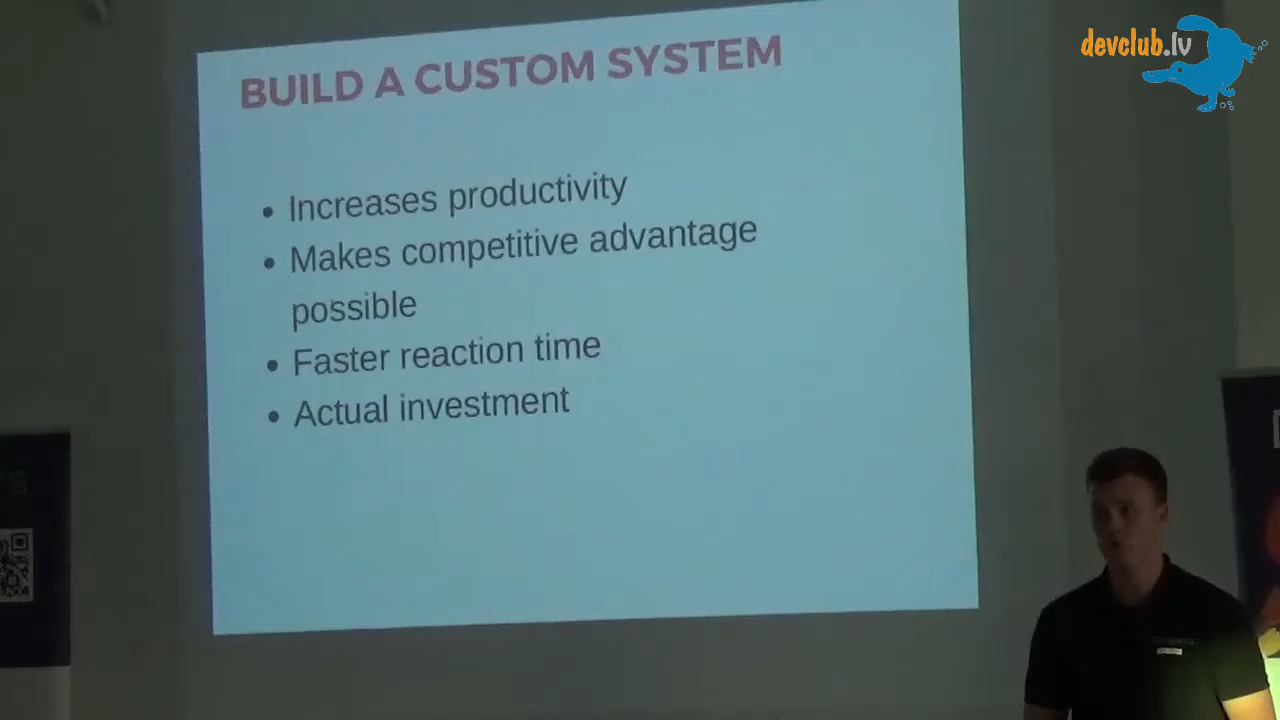 devclub.lv
BUILD A CUSTOM SYSTEM
• Increases productivity
• Makes competitive advantage
possible
• Faster reaction time
• Actual investment